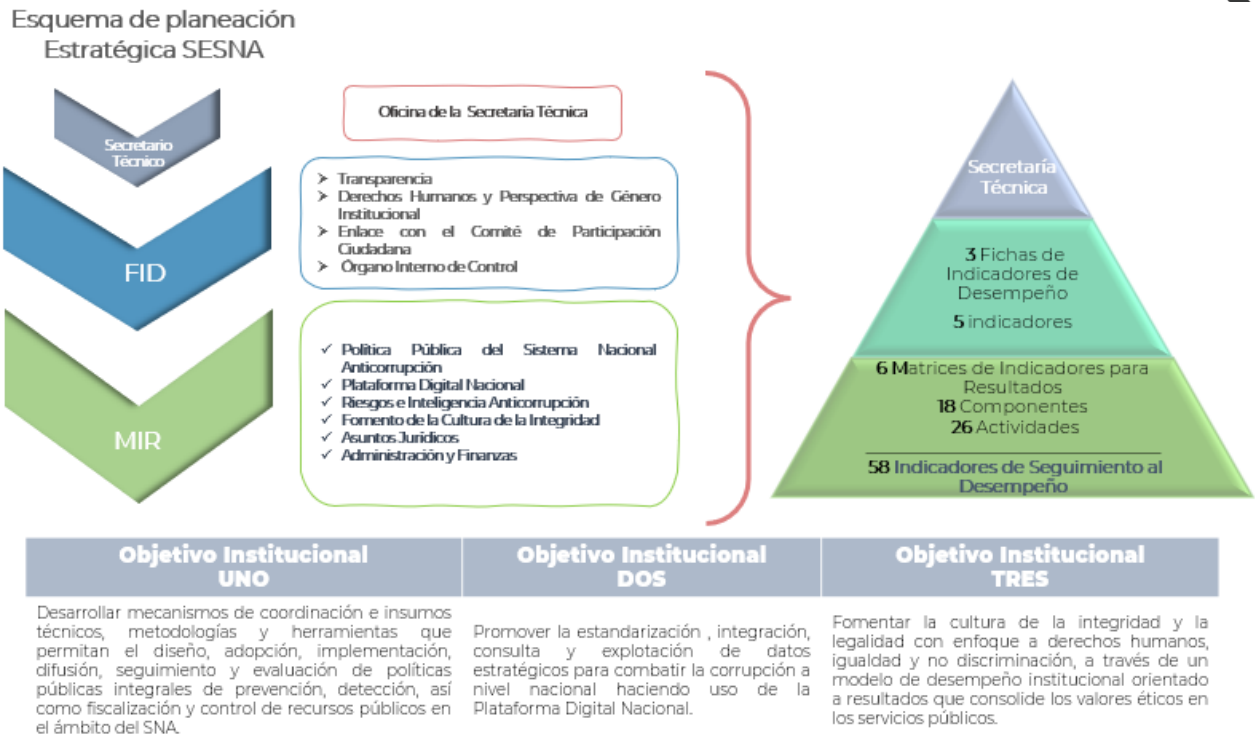 Esquema de planeación
Estratégica SESNA
Secretario
Técnico
FID
MIR
Oficina de la Secretaría Técnica
➤ Transparencia
➤ Derechos Humanos y Perspectiva de Género
Institucional
➤ Enlace con el Comité de Participación
Ciudadana
➤ Órgano Interno de Control
✓ Política Pública del Sistema Nacional
Anticorrupción
✓ Plataforma Digital Nacional
✓ Riesgos e Inteligencia Anticorrupción
✓ Fomento de la Cultura de la Integridad
✓ Asuntos Jurídicos
✓ Administración y Finanzas
Secretaría
Técnica
3 Fichas de
Indicadores de
Desempeño
5 indicadores
6 Matrices de Indicadores para
Resultados
18 Componentes
26 Actividades
58 Indicadores de Seguimiento al
Desempeño
Objetivo Institucional
UNO
Desarrollar mecanismos de coordinación e insumos
técnicos, metodologías y herramientas que
permitan el diseño, adopción, implementación,
difusión, seguimiento y evaluación de políticas
públicas integrales de prevención, detección, así
como fiscalización y control de recursos públicos en
el ámbito del SNA.
Objetivo Institucional
DOS
Promover la estandarización , integración,
consulta y explotación de datos
estratégicos para combatir la corrupción a
nivel nacional haciendo uso de la
Plataforma Digital Nacional.
Objetivo Institucional
TRES
Fomentar la cultura de la integridad y la
legalidad con enfoque a derechos humanos,
igualdad y no discriminación, a través de un
modelo de desempeño institucional orientado
a resultados que consolide los valores éticos en
los servicios públicos.